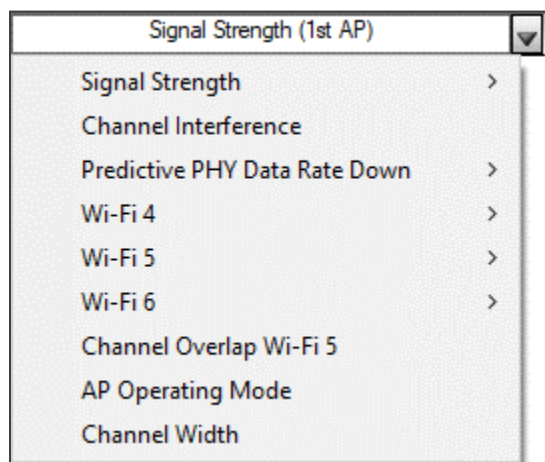 Signal Strength (1st AP)
Signal Strength
Channel Interference
Predictive PHY Data Rate Down
Wi-Fi 4
Wi-Fi 5
Wi-Fi 6
Channel Overlap Wi-Fi 5
AP Operating Mode
Channel Width